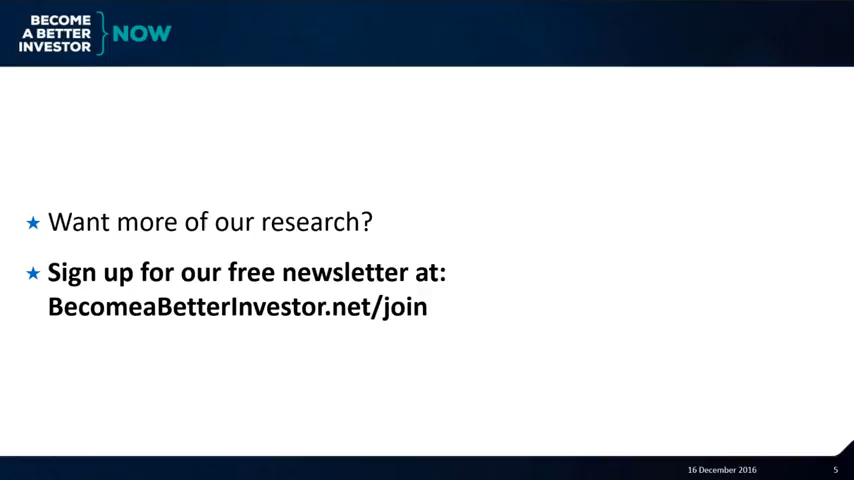 BECOME
A BETTER
INVESTOR
NOW
Want more of our research?
Sign up for our free newsletter at:
BecomeaBetterInvestor.net/join
16 December 2016
5